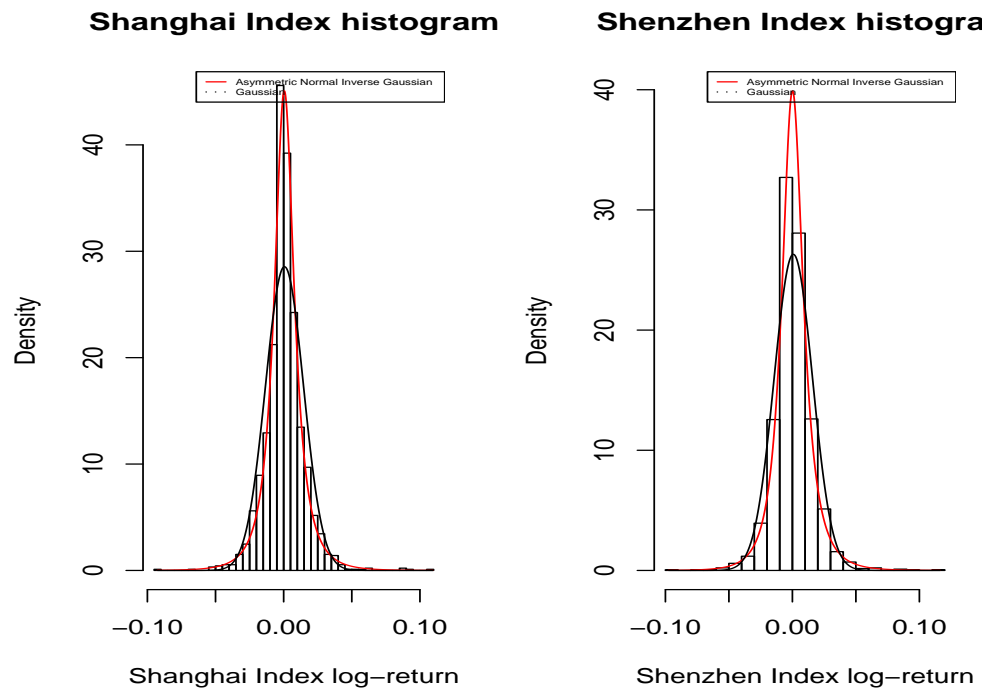 Shanghai Index histogram
Asymmetric Normal Inverse Gaussian
Gaussian
Density
0
10
20
30
40
−0.10
0.00
0.10
Shanghai Index log−return
Shenzhen Index histogra
Asymmetric Normal Inverse Gaussian
Gaussian
Density
0
10
20
30
40
−0.10
0.00
0.10
Shenzhen Index log−return